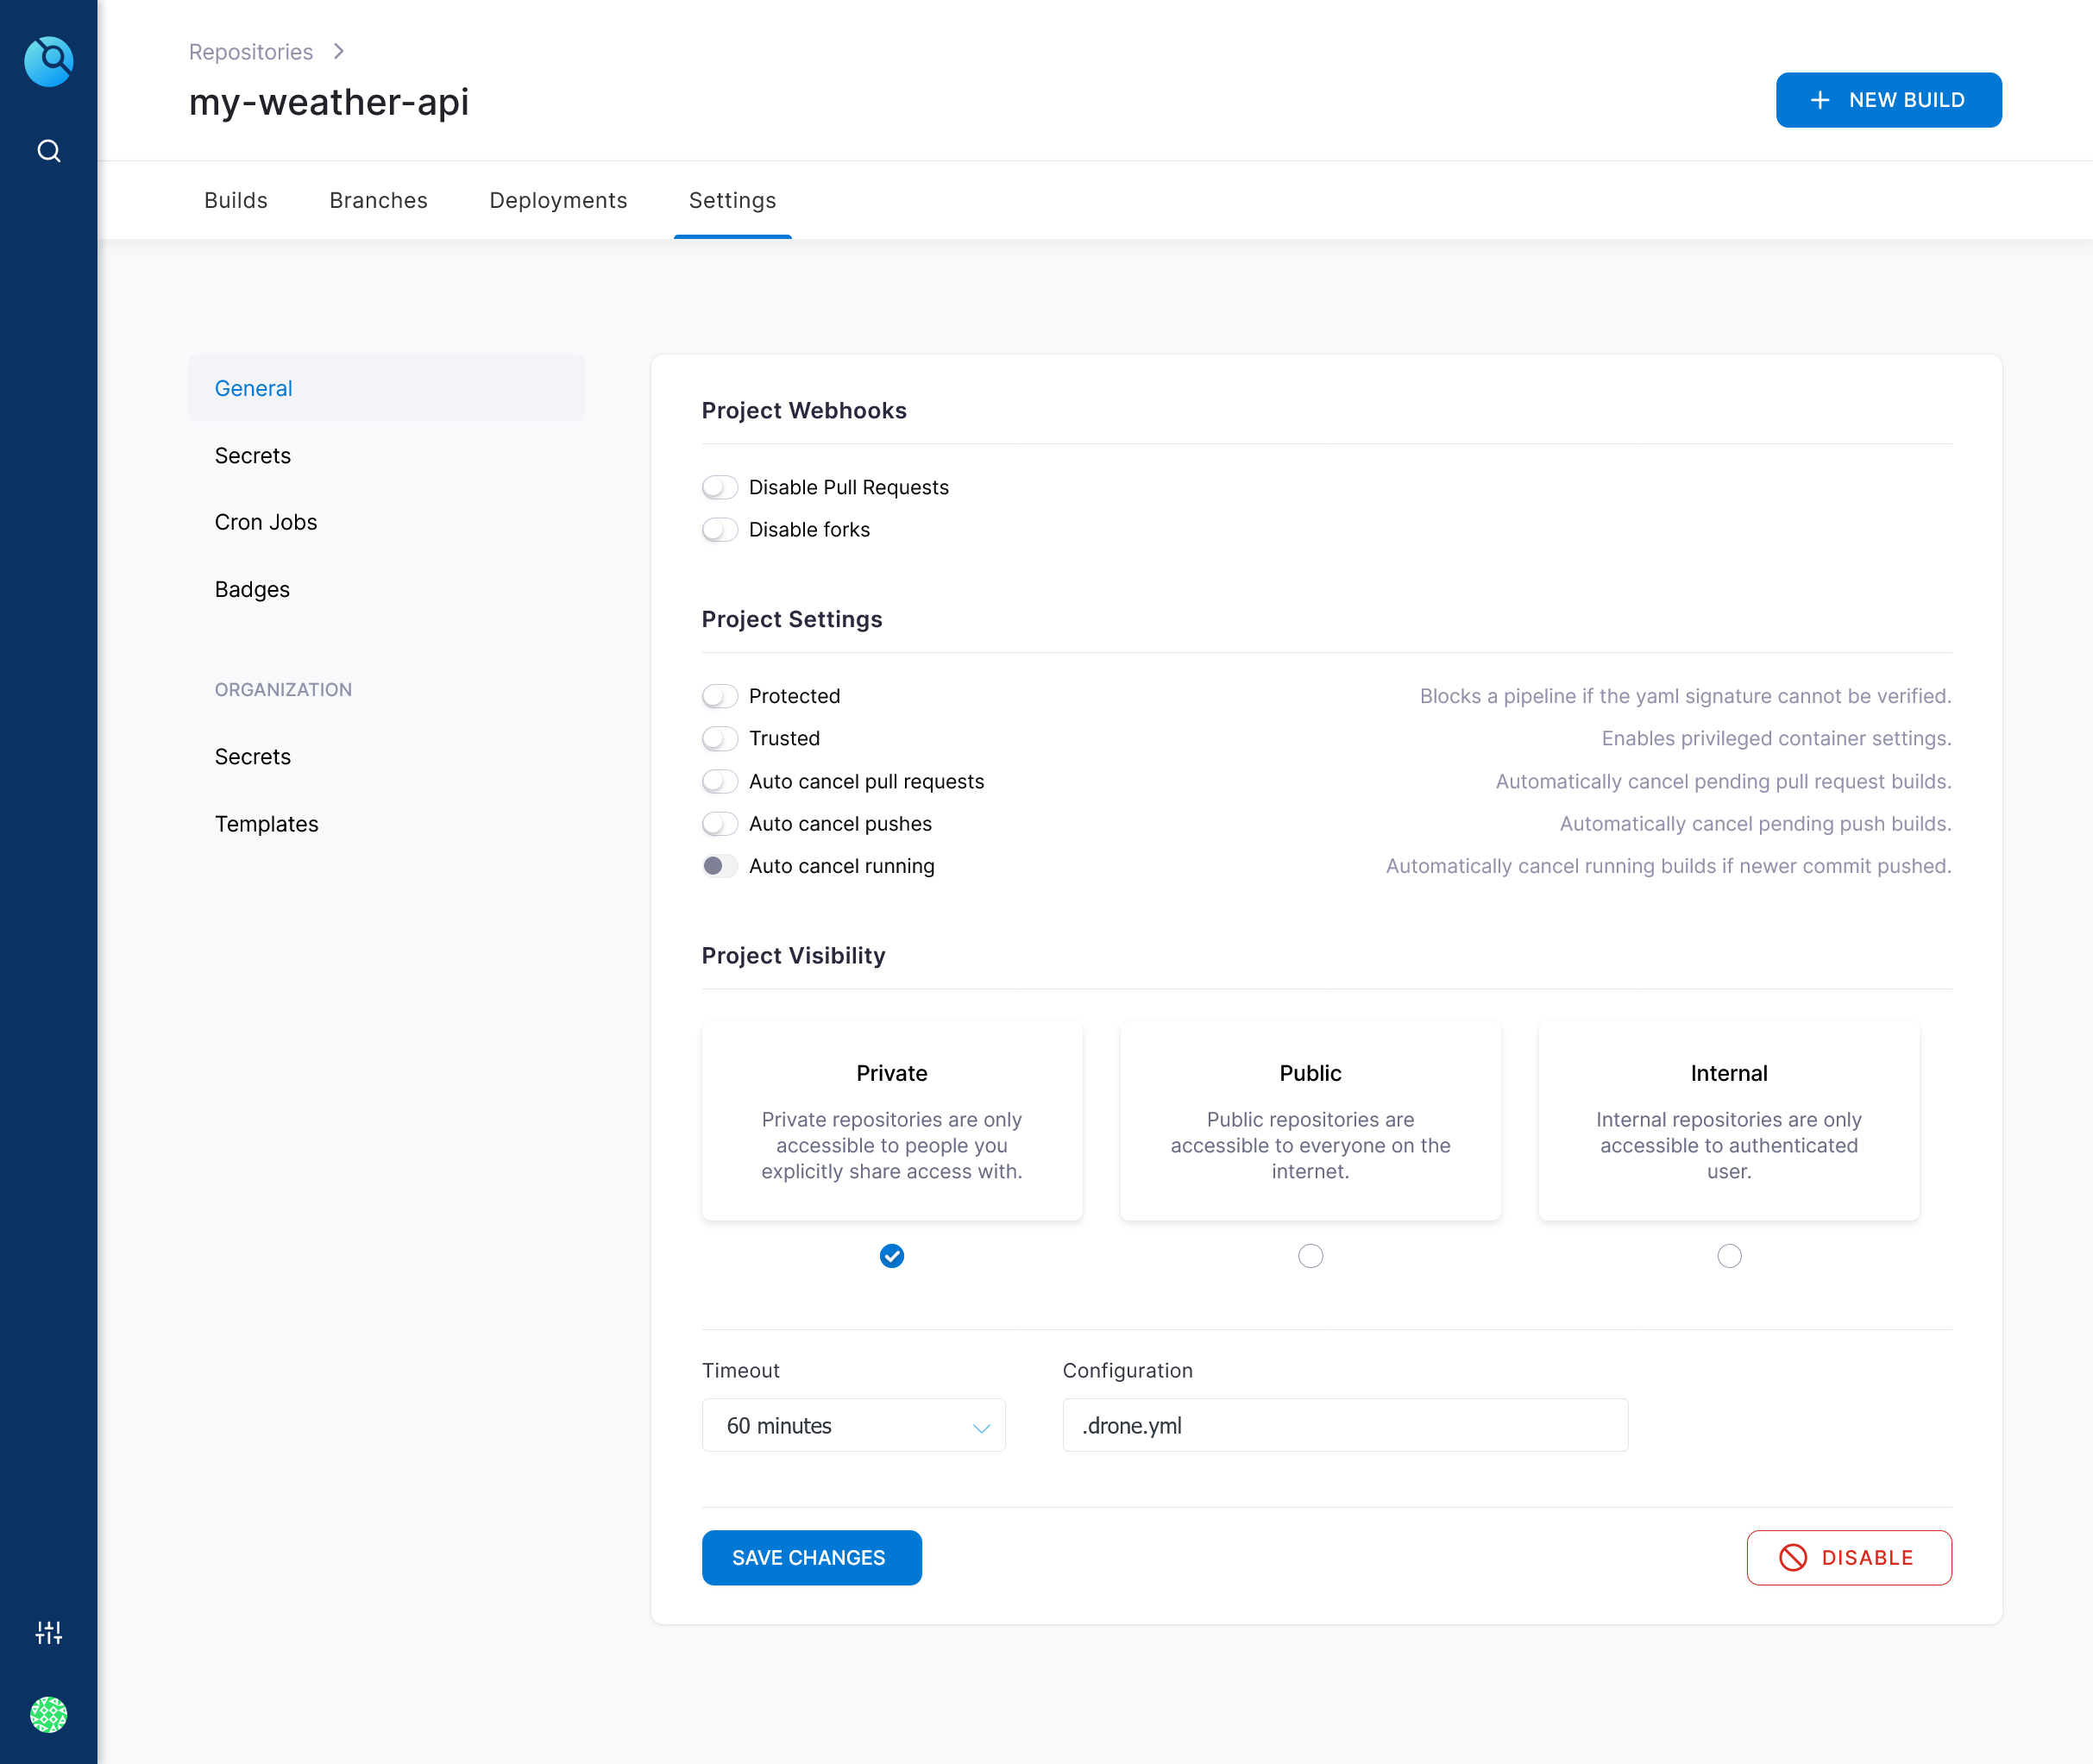 Repositories
my-weather-api
NEW BUILD
Builds Branches Deployments Settings
General
Secrets
Cron Jobs
Badges
ORGANIZATION
Secrets
Templates
Project Webhooks
Disable Pull Requests
Disable forks
Project Settings
Protected Blocks a pipeline if the yaml signature cannot be verified.
Trusted Enables privileged container settings.
Auto cancel pull requests Automatically cancel pending pull request builds.
Auto cancel pushes Automatically cancel pending push builds.
Auto cancel running Automatically cancel running builds if newer commit pushed.
Project Visibility
Private
Private repositories are only
accessible to people you
explicitly share access with.
Public
Public repositories are
accessible to everyone on the
internet.
Internal
Internal repositories are only
accessible to authenticated
user.
Timeout
60 minutes
Configuration
.drone.yml
SAVE CHANGES
DISABLE